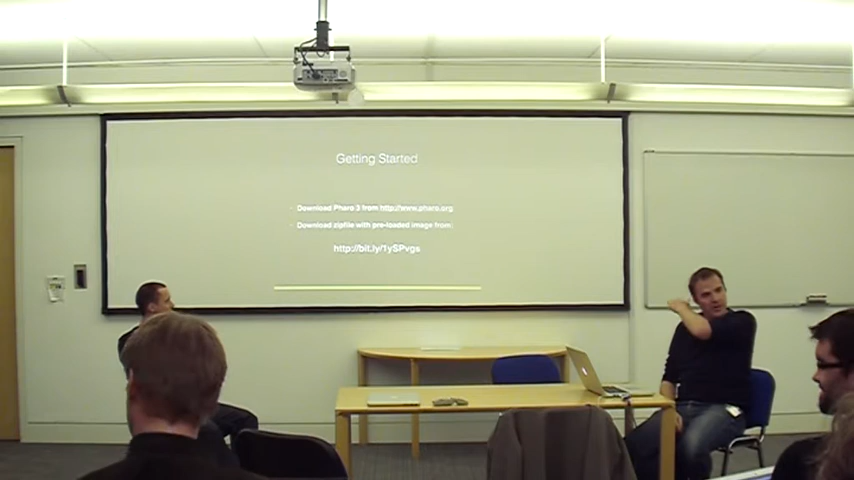 Getting Started
Download Pharo 3 from http://www.pharo.org
Download zipfile with pre-loaded image from:
http://bit.ly/1ySPvgs